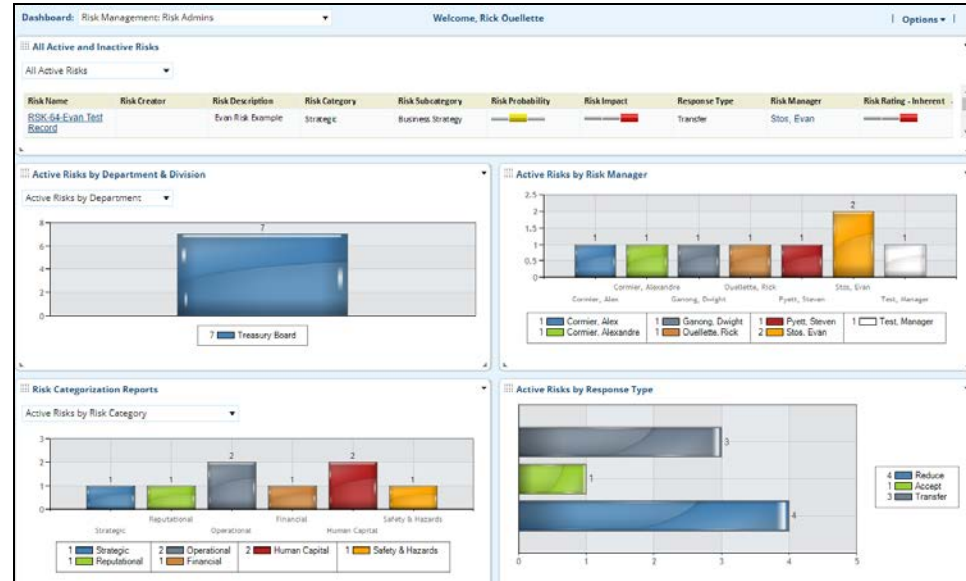 Dashboard: Risk Management: Risk Admins
Welcome, Rick Ouellette
| Options ▾ |
All Active and Inactive Risks
All Active Risks
Risk Name Risk Creator Risk Description Risk Category Risk Subcategory Risk Probability Risk Impact Response Type Risk Manager Risk Rating - Inherent
RSK-64-Evan Test Evan Risk Example Strategic Business Strategy Transfer Stos, Evan
Record
Active Risks by Department & Division
Active Risks by Department
8
6
4
2
7
7 Treasury Board
Active Risks by Risk Manager
2.5
2
1.5
1
0.5
0
1 1 1 1 1 2 1
Cormier, Alexandre Ouellette, Rick Stos, Evan
Cormier, Alex Ganong, Dwight Pyett, Steven Test, Manager
1 Cormier, Alex 1 Ganong, Dwight 1 Pyett, Steven 1 Test, Manager
1 Cormier, Alexandre 1 Ouellette, Rick 2 Stos, Evan
Risk Categorization Reports
Active Risks by Risk Category
3
2
1
0
1 1 2 1 2 1
Reputational Financial Safety & Hazards
Strategic Operational Human Capital
1 Strategic 2 Operational 2 Human Capital 1 Safety & Hazards
1 Reputational 1 Financial
Active Risks by Response Type
3
1
4
0 1 2 3 4 5
4 Reduce
1 Accept
3 Transfer